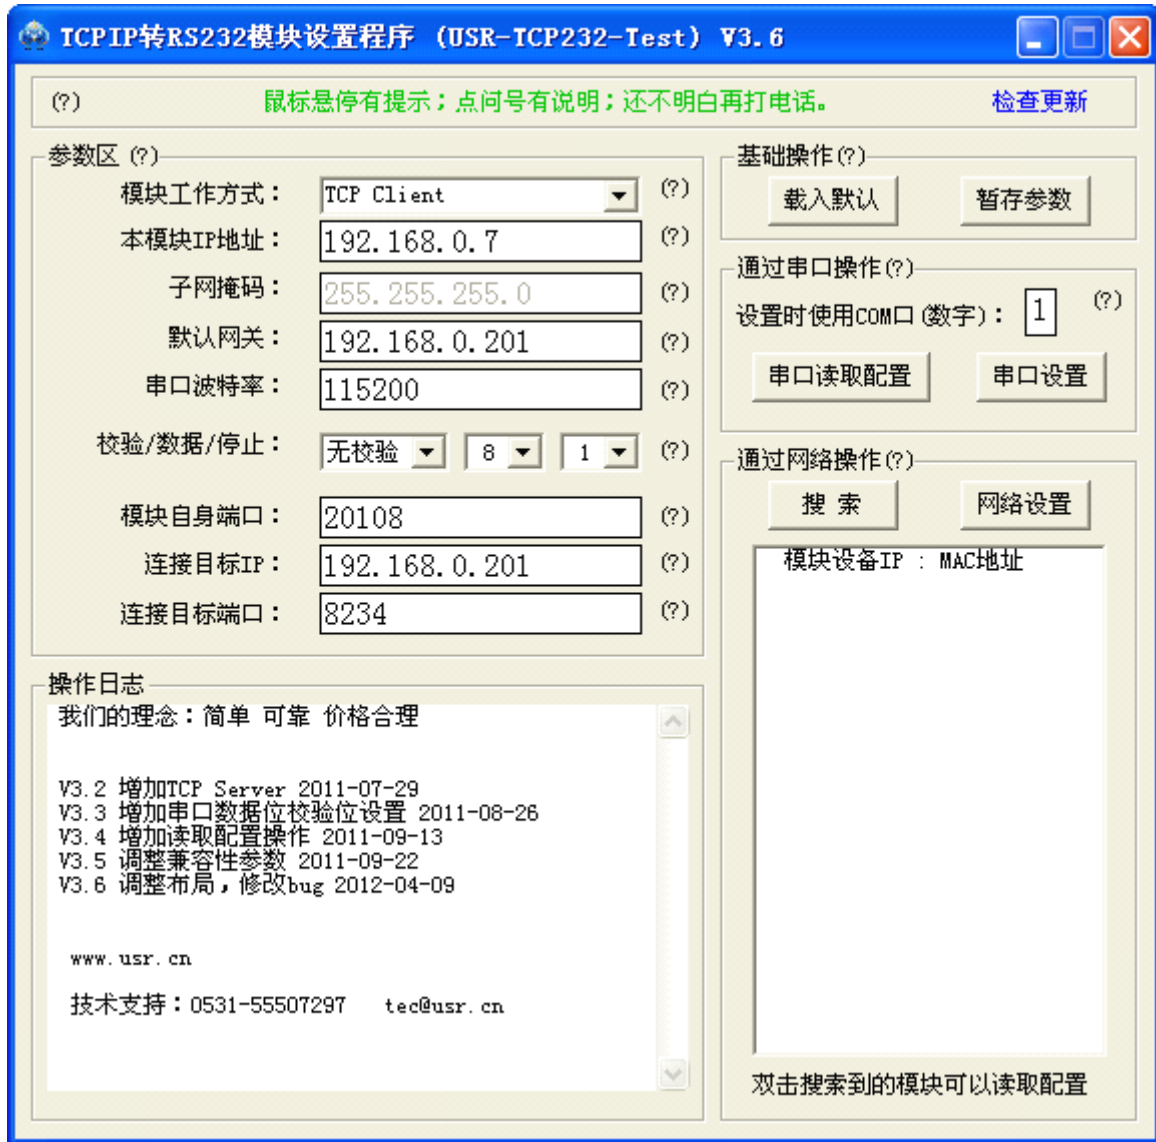 TCPIP转RS232模块设置程序 (USR-TCP232-Test) V3.6
(?) 鼠标悬停有提示；点问号有说明；还不明白再打电话。 检查更新
参数区 (?)
模块工作方式： TCP Client (?)
本模块IP地址： 192.168.0.7 (?)
子网掩码： 255.255.255.0 (?)
默认网关： 192.168.0.201 (?)
串口波特率： 115200 (?)
校验/数据/停止： 无校验 8 1 (?)
模块自身端口： 20108 (?)
连接目标IP： 192.168.0.201 (?)
连接目标端口： 8234 (?)
操作日志
我们的理念：简单 可靠 价格合理
V3.2 增加TCP Server 2011-07-29
V3.3 增加串口数据位校验位设置 2011-08-26
V3.4 增加读取配置操作 2011-09-13
V3.5 调整兼容性参数 2011-09-22
V3.6 调整布局，修改bug 2012-04-09
www.usr.cn
技术支持：0531-55507297 tec@usr.cn
基础操作(?)
载入默认 暂存参数
通过串口操作(?)
设置时使用COM口(数字)： 1 (?)
串口读取配置 串口设置
通过网络操作(?)
搜 索 网络设置
模块设备IP : MAC地址
双击搜索到的模块可以读取配置